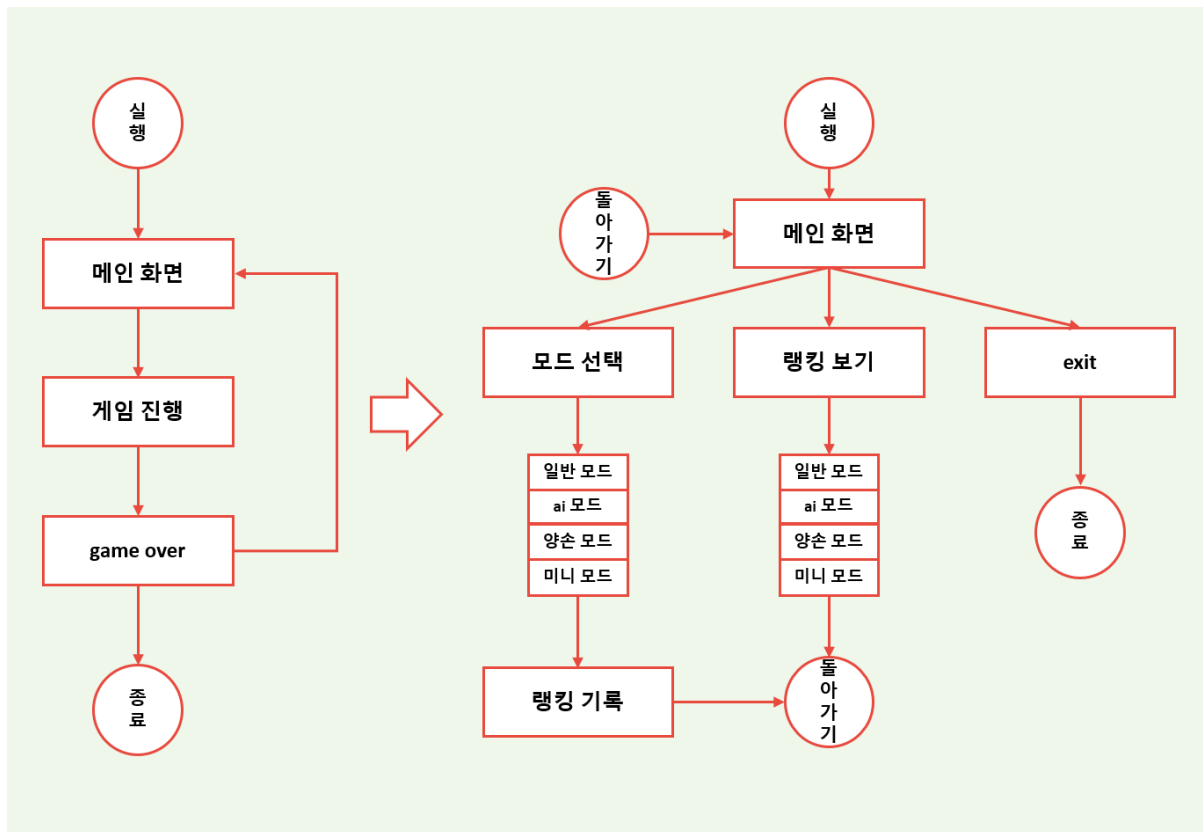 실
행
메인 화면
게임 진행
game over
종
료
실
행
돌
아
가
기
메인 화면
모드 선택
랭킹 보기
exit
일반 모드
ai 모드
양손 모드
미니 모드
일반 모드
ai 모드
양손 모드
미니 모드
종
료
랭킹 기록
돌
아
가
기